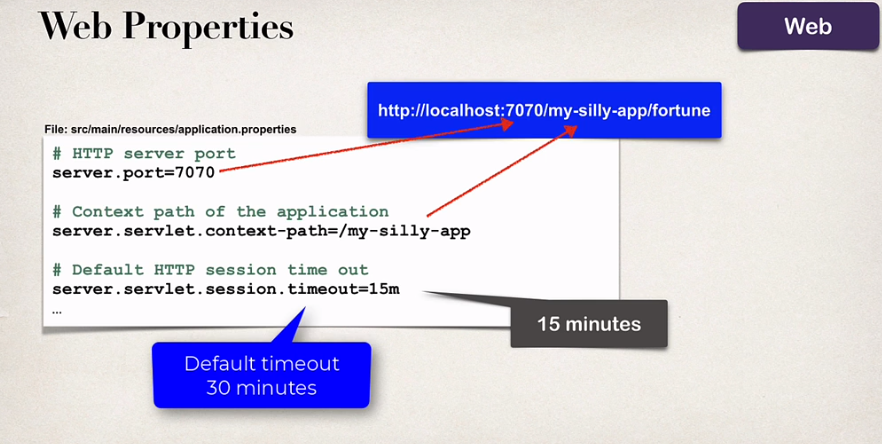 Web Properties
Web
http://localhost:7070/my-silly-app/fortune
File: src/main/resources/application.properties
# HTTP server port
server.port=7070
# Context path of the application
server.servlet.context-path=/my-silly-app
# Default HTTP session time out
server.servlet.session.timeout=15m
…
15 minutes
Default timeout
30 minutes